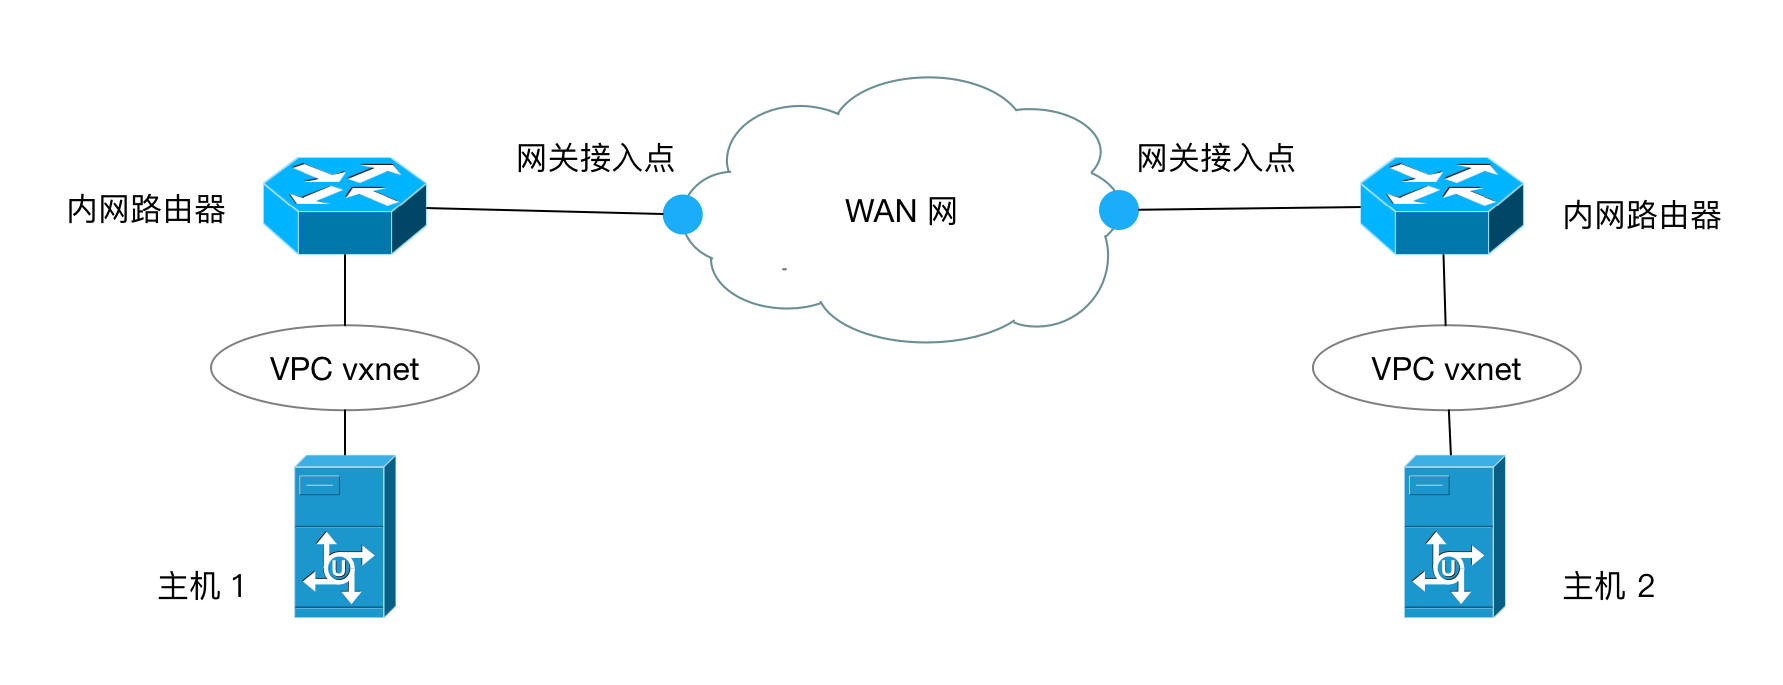 网关接入点
网关接入点
内网路由器
WAN 网
内网路由器
VPC vxnet
VPC vxnet
U
U
主机 1
主机 2